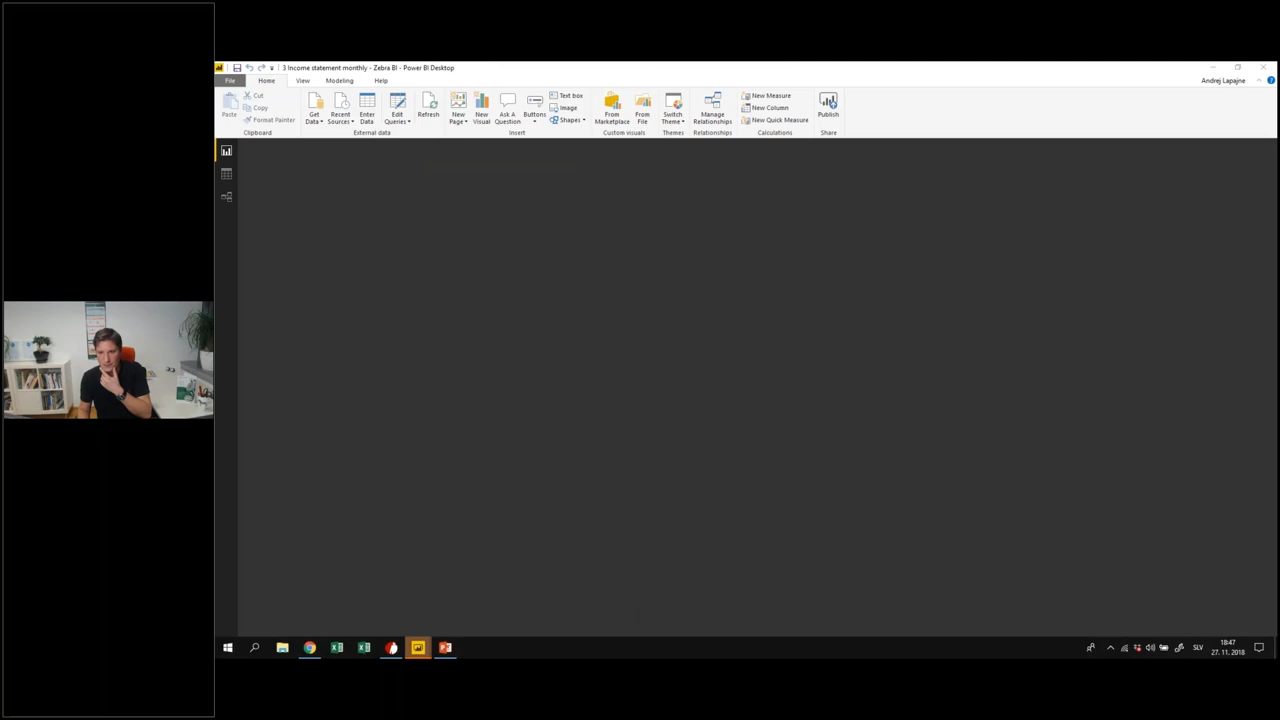 3 Income statement monthly - Zebra BI - Power BI Desktop
File Home View Modeling Help Andrej Lapajne
Paste
Cut
Copy
Format Painter
Clipboard
Get Data
Recent Sources
Enter Data
Edit Queries
External data
Refresh
New Page
New Visual
Ask A Question
Buttons
Text box
Image
Shapes
Insert
From Marketplace
From File
Custom visuals
Switch Theme
Themes
Manage Relationships
Relationships
New Measure
New Column
New Quick Measure
Calculations
Publish
Share
SLV
18:47
27. 11. 2018